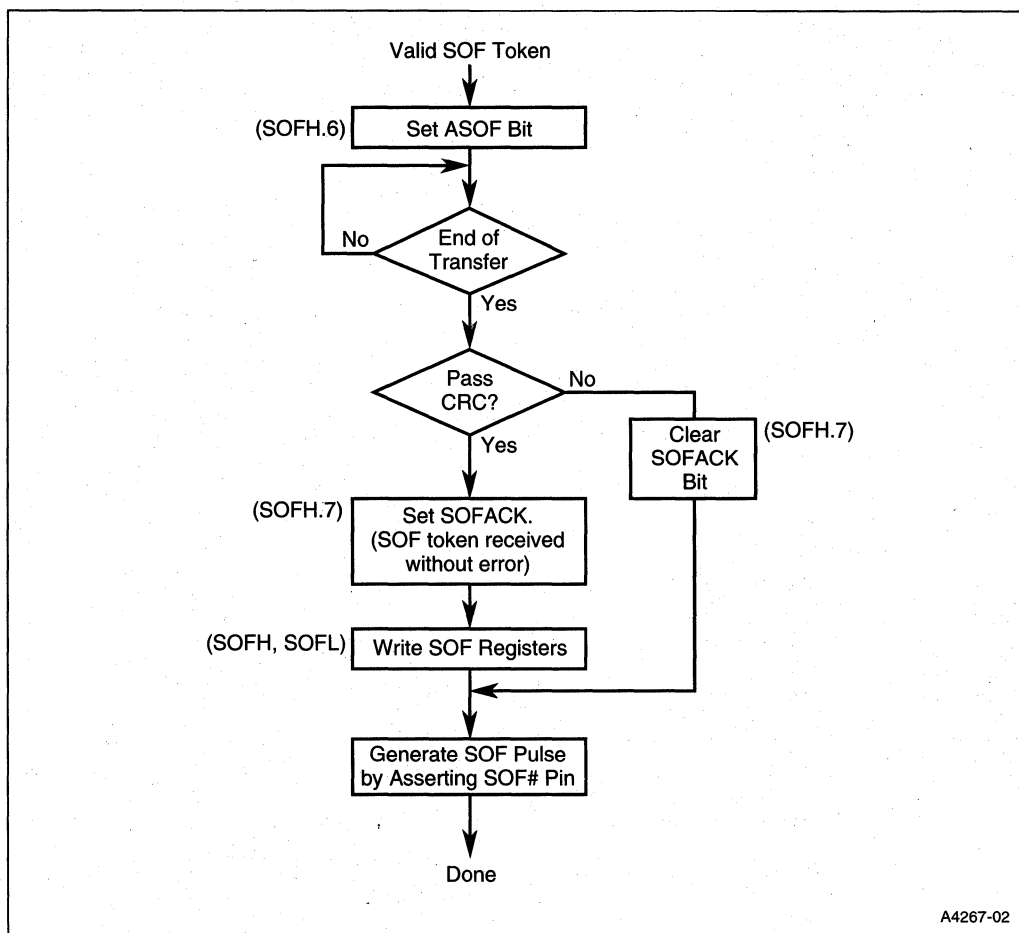 Valid SOF Token
(SOFH.6)
Set ASOF Bit
No
End of
Transfer
Yes
Pass
CRC?
No
Yes
Clear
SOFACK
Bit
(SOFH.7)
(SOFH.7)
Set SOFACK.
(SOF token received
without error)
(SOFH, SOFL)
Write SOF Registers
Generate SOF Pulse
by Asserting SOF# Pin
Done
A4267-02